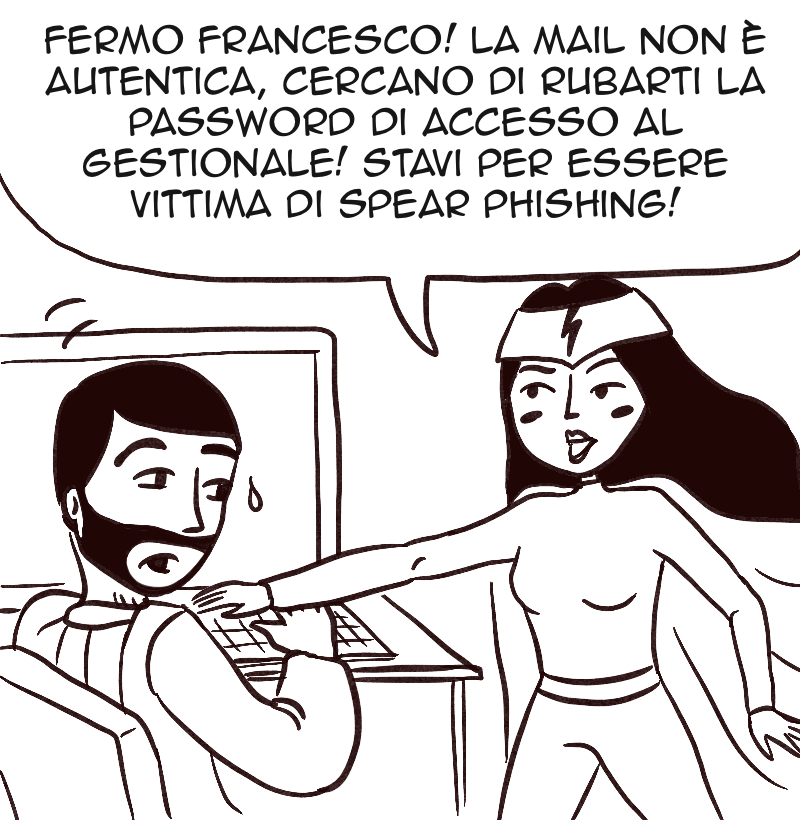 FERMO FRANCESCO! LA MAIL NON È
AUTENTICA, CERCANO DI RUBARTI LA
PASSWORD DI ACCESSO AL
GESTIONALE! STAVI PER ESSERE
VITTIMA DI SPEAR PHISHING!